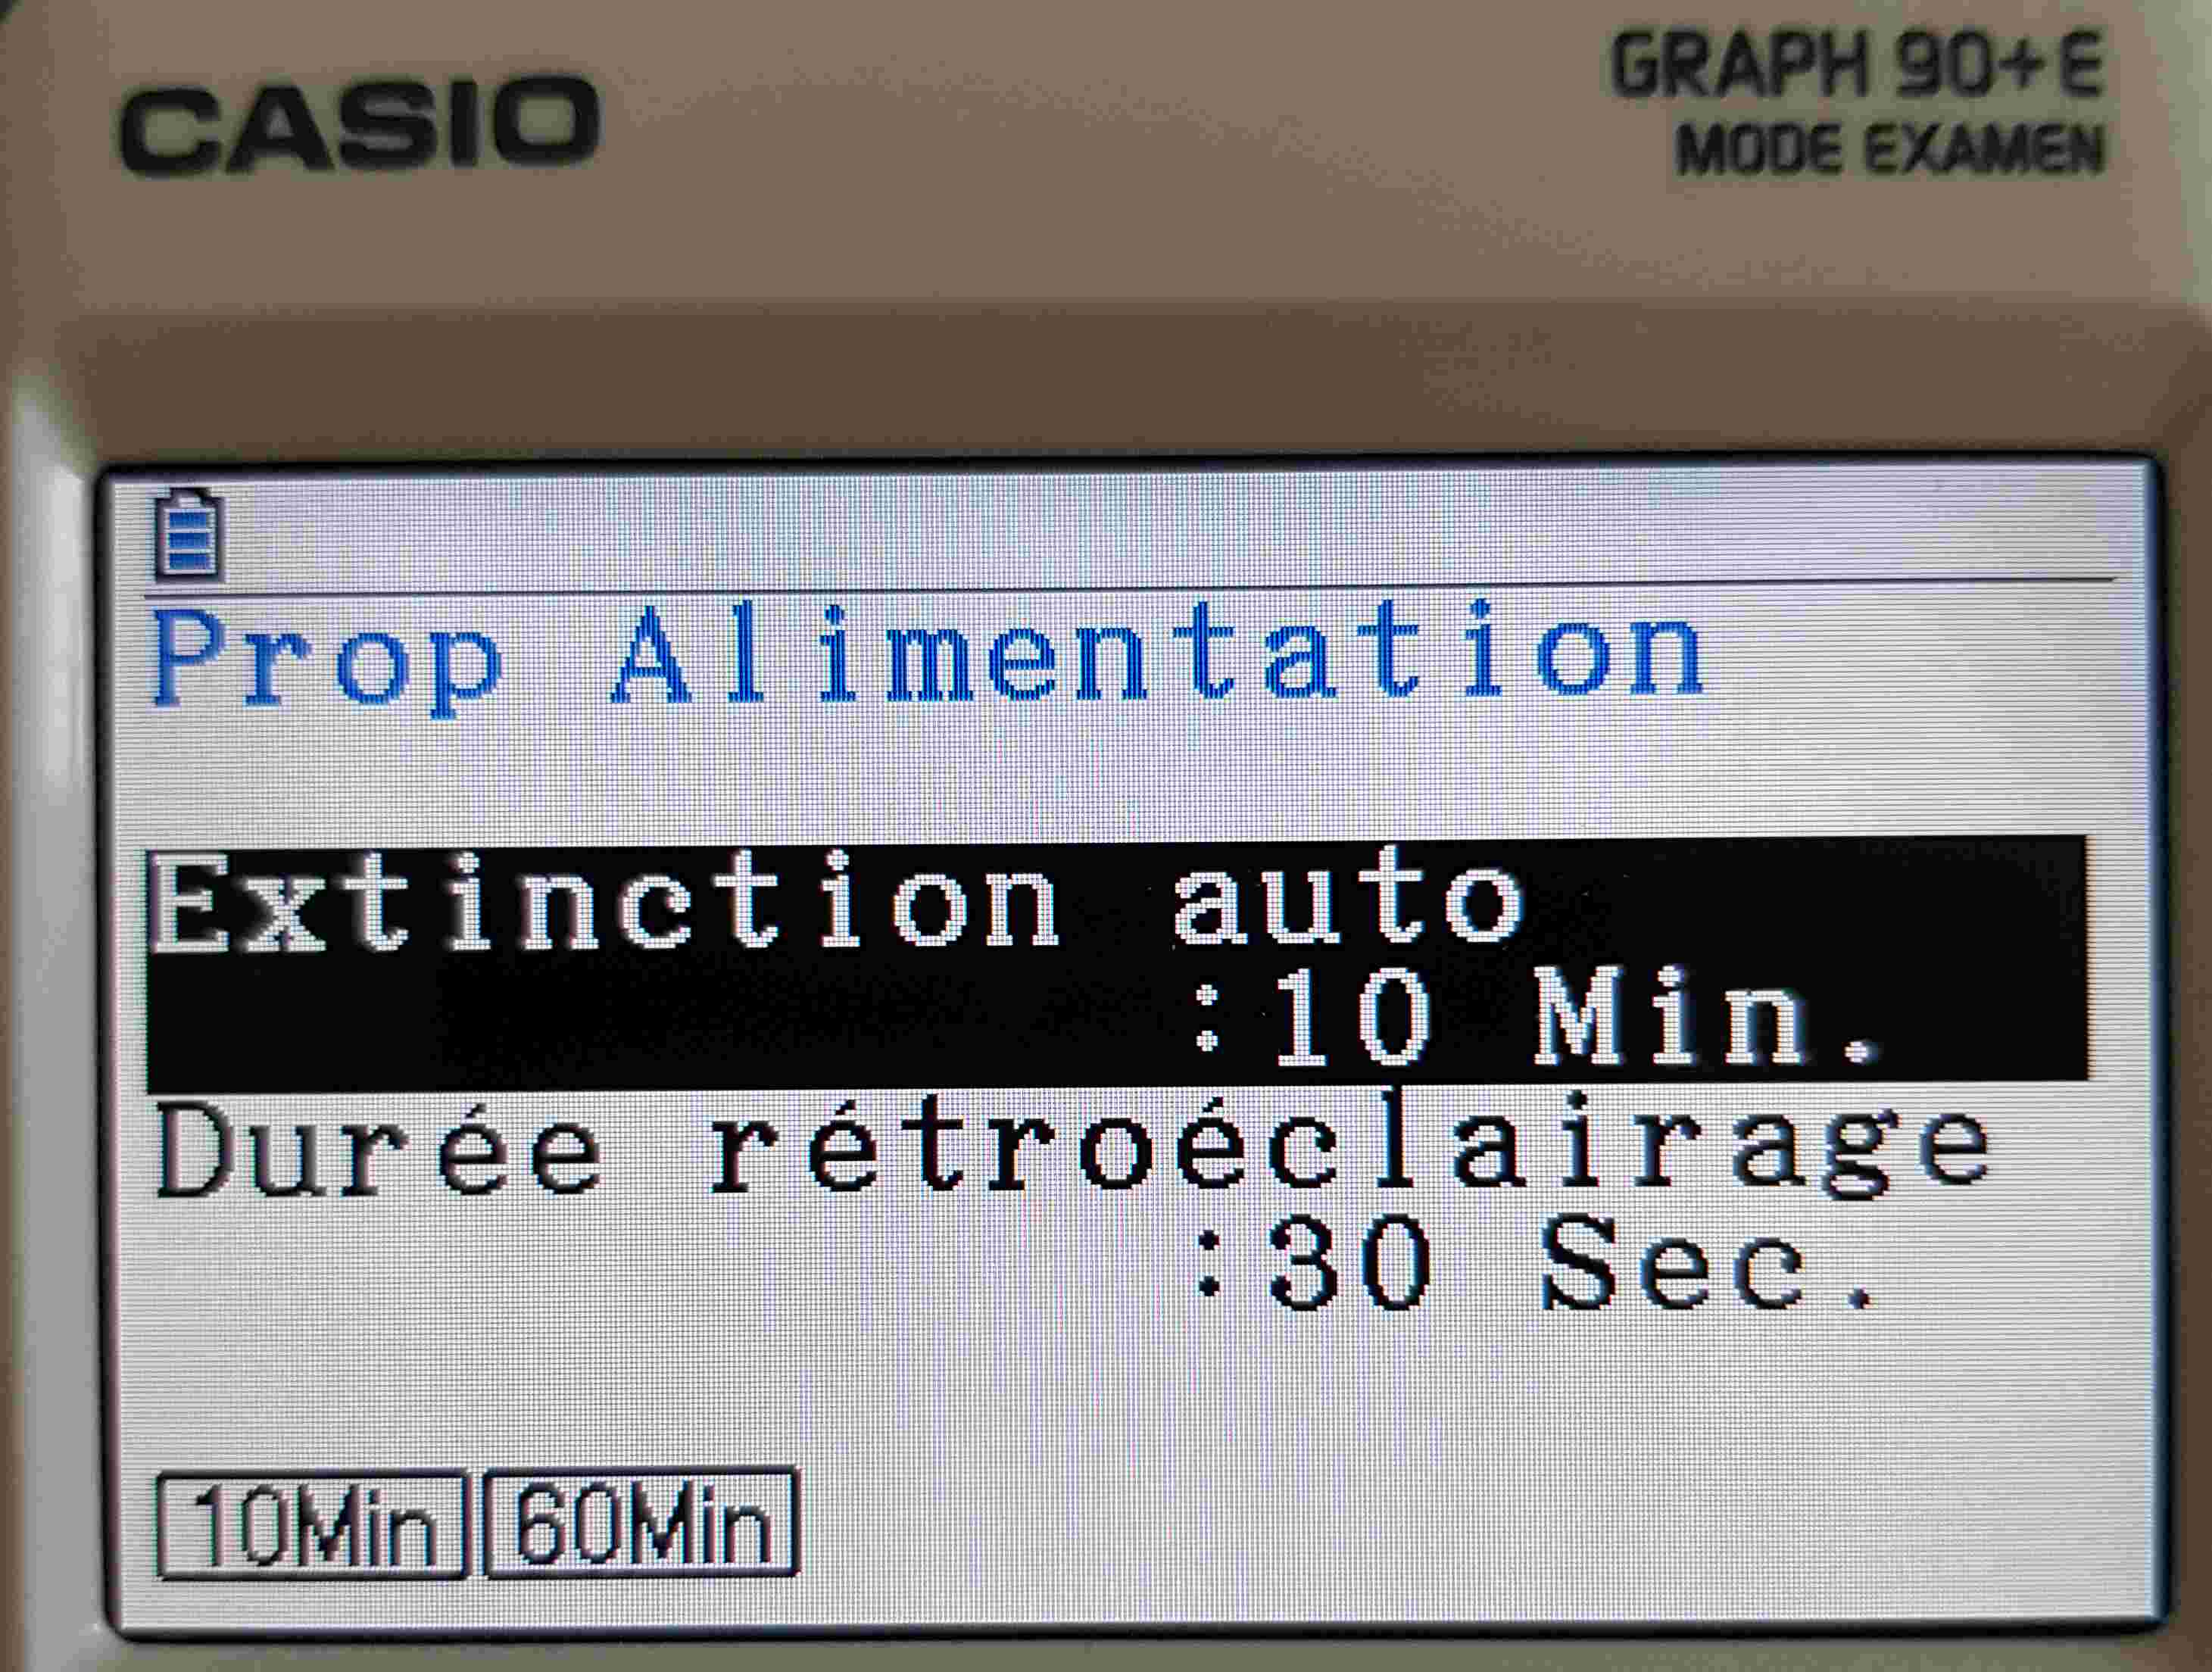 CASIO
GRAPH 90+E
MODE EXAMEN
Prop Alimentation
Extinction auto
:10 Min.
Durée rétroéclairage
:30 Sec.
10Min 60Min